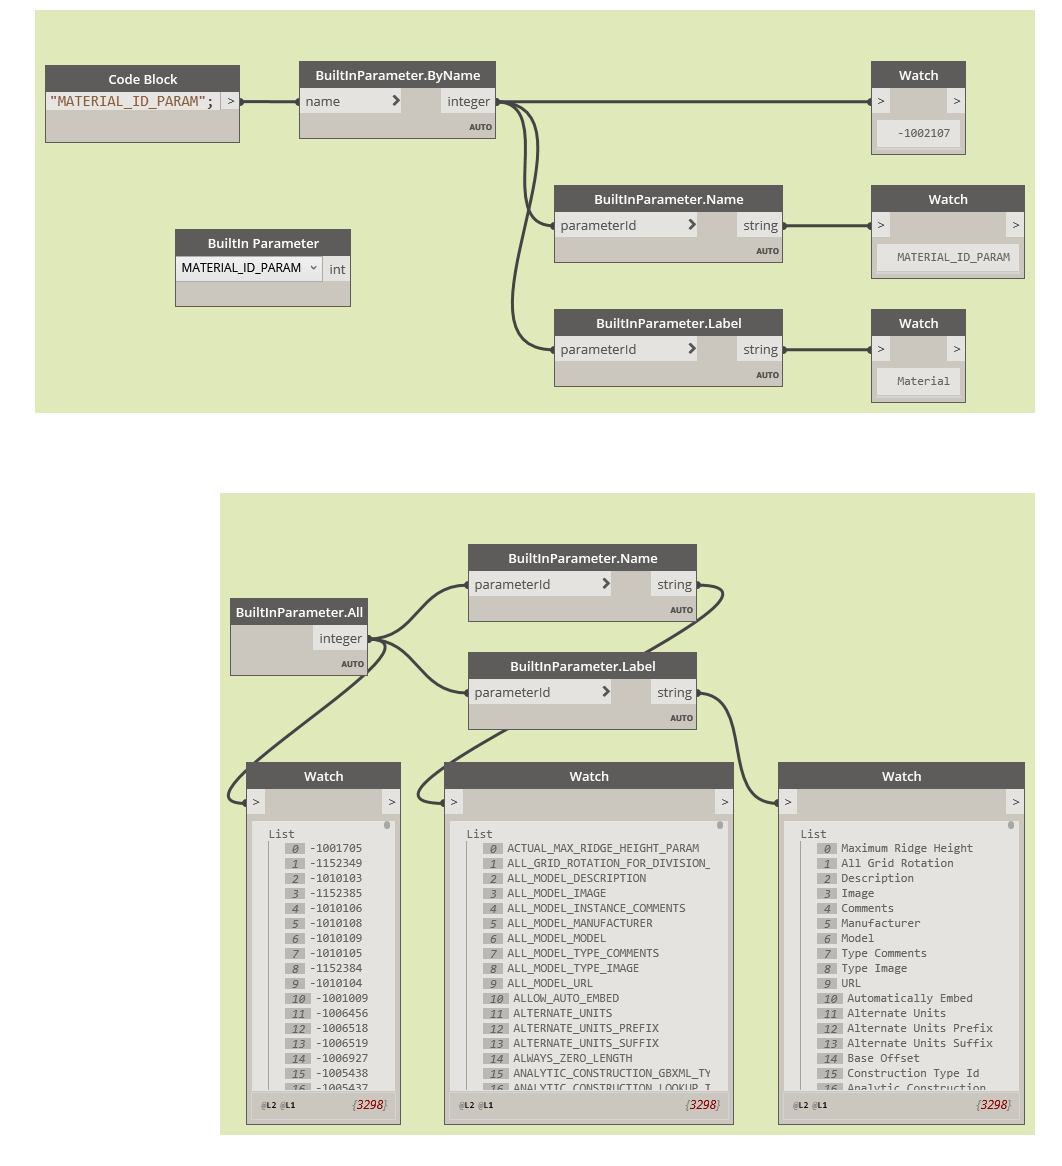 Code Block
"MATERIAL_ID_PARAM"; >
BuiltInParameter.ByName
name integer
AUTO
Watch
> >
-1002107
BuiltInParameter.Name
parameterId string
AUTO
Watch
> >
MATERIAL_ID_PARAM
BuiltIn Parameter
MATERIAL_ID_PARAM int
BuiltInParameter.Label
parameterId string
AUTO
Watch
> >
Material
BuiltInParameter.Name
parameterId string
AUTO
BuiltInParameter.All
integer
AUTO
BuiltInParameter.Label
parameterId string
AUTO
Watch
> >
List
0 -1001705
1 -1152349
2 -1010103
3 -1152385
4 -1010106
5 -1010108
6 -1010109
7 -1010105
8 -1152384
9 -1010104
10 -1001009
11 -1006456
12 -1006518
13 -1006519
14 -1006927
15 -1005438
16 -1005437
@L2 @L1 {3298}
Watch
> >
List
0 ACTUAL_MAX_RIDGE_HEIGHT_PARAM
1 ALL_GRID_ROTATION_FOR_DIVISION_
2 ALL_MODEL_DESCRIPTION
3 ALL_MODEL_IMAGE
4 ALL_MODEL_INSTANCE_COMMENTS
5 ALL_MODEL_MANUFACTURER
6 ALL_MODEL_MODEL
7 ALL_MODEL_TYPE_COMMENTS
8 ALL_MODEL_TYPE_IMAGE
9 ALL_MODEL_URL
10 ALLOW_AUTO_EMBED
11 ALTERNATE_UNITS
12 ALTERNATE_UNITS_PREFIX
13 ALTERNATE_UNITS_SUFFIX
14 ALWAYS_ZERO_LENGTH
15 ANALYTIC_CONSTRUCTION_GBXML_TY
16 ANALYTIC_CONSTRUCTION_LOOKUP_T
@L2 @L1 {3298}
Watch
> >
List
0 Maximum Ridge Height
1 All Grid Rotation
2 Description
3 Image
4 Comments
5 Manufacturer
6 Model
7 Type Comments
8 Type Image
9 URL
10 Automatically Embed
11 Alternate Units
12 Alternate Units Prefix
13 Alternate Units Suffix
14 Base Offset
15 Construction Type Id
16 Analytic Construction
@L2 @L1 {3298}